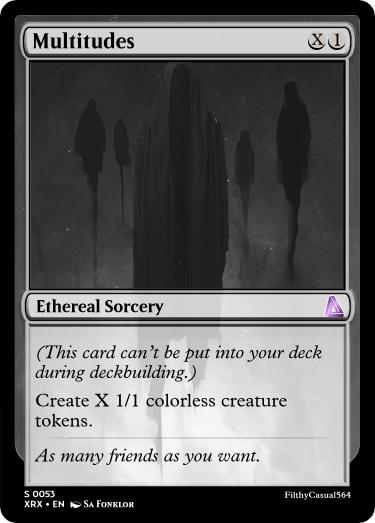 Multitudes X 1
Ethereal Sorcery
(This card can't be put into your deck
during deckbuilding.)
Create X 1/1 colorless creature
tokens.
As many friends as you want.
S 0053
XRX • EN Sa Fonklor
FilthyCasual564